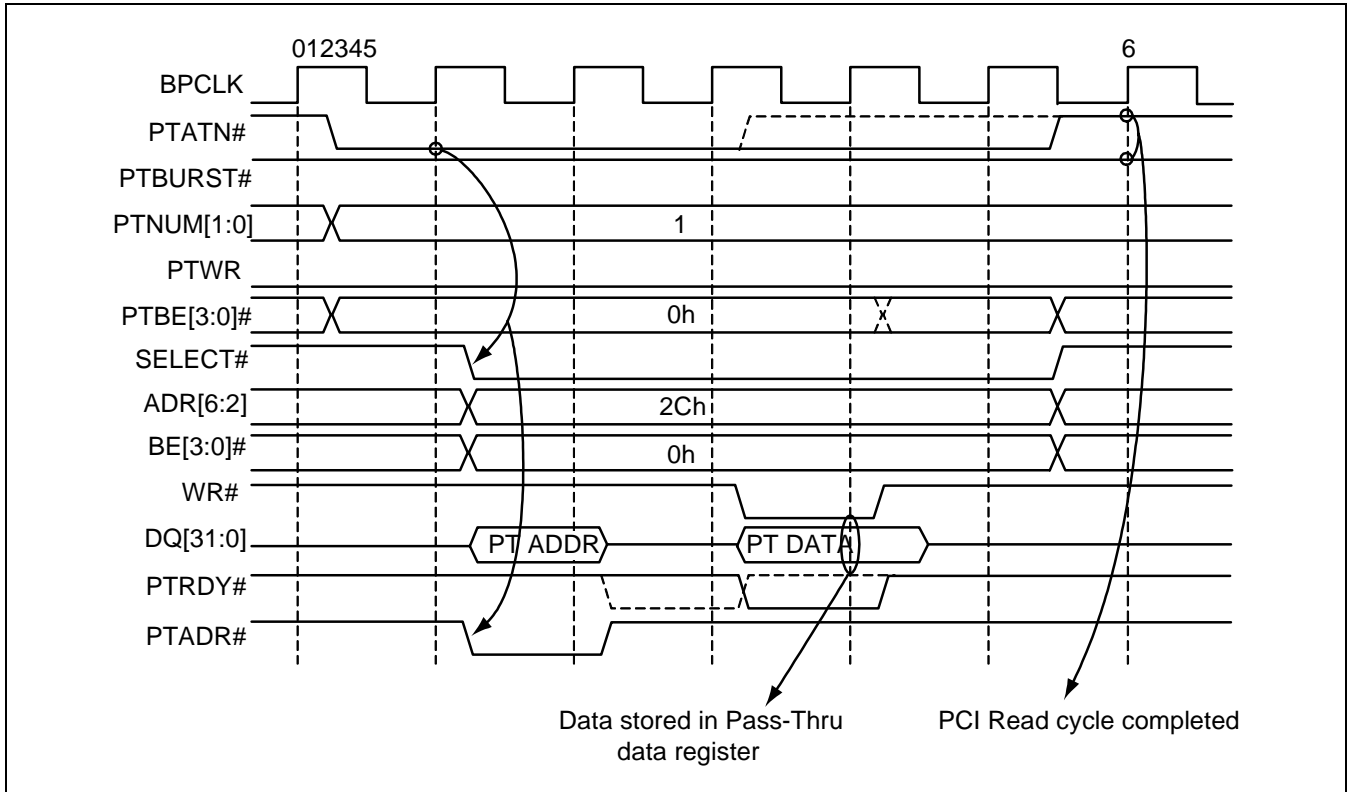 012345 6
BPCLK
PTATN#
PTBURST#
PTNUM[1:0] 1
PTWR
PTBE[3:0]# 0h
SELECT#
ADR[6:2] 2Ch
BE[3:0]# 0h
WR#
DQ[31:0] PT ADDR PT DATA
PTRDY#
PTADR#
Data stored in Pass-Thru PCI Read cycle completed
data register